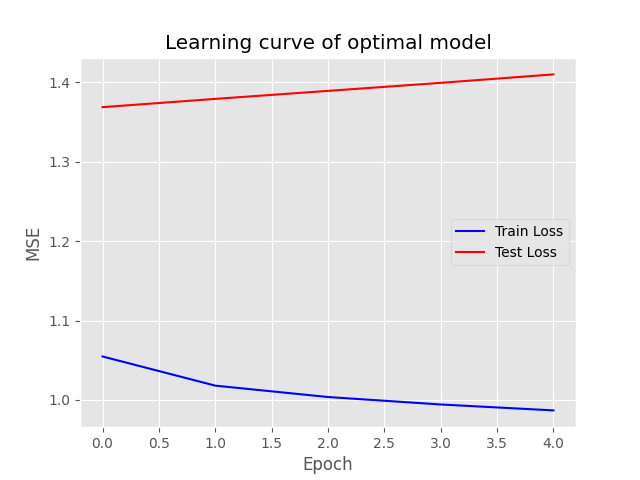 Learning curve of optimal model
MSE
1.4
1.3
1.2
1.1
1.0
Train Loss
Test Loss
0.0 0.5 1.0 1.5 2.0 2.5 3.0 3.5 4.0
Epoch